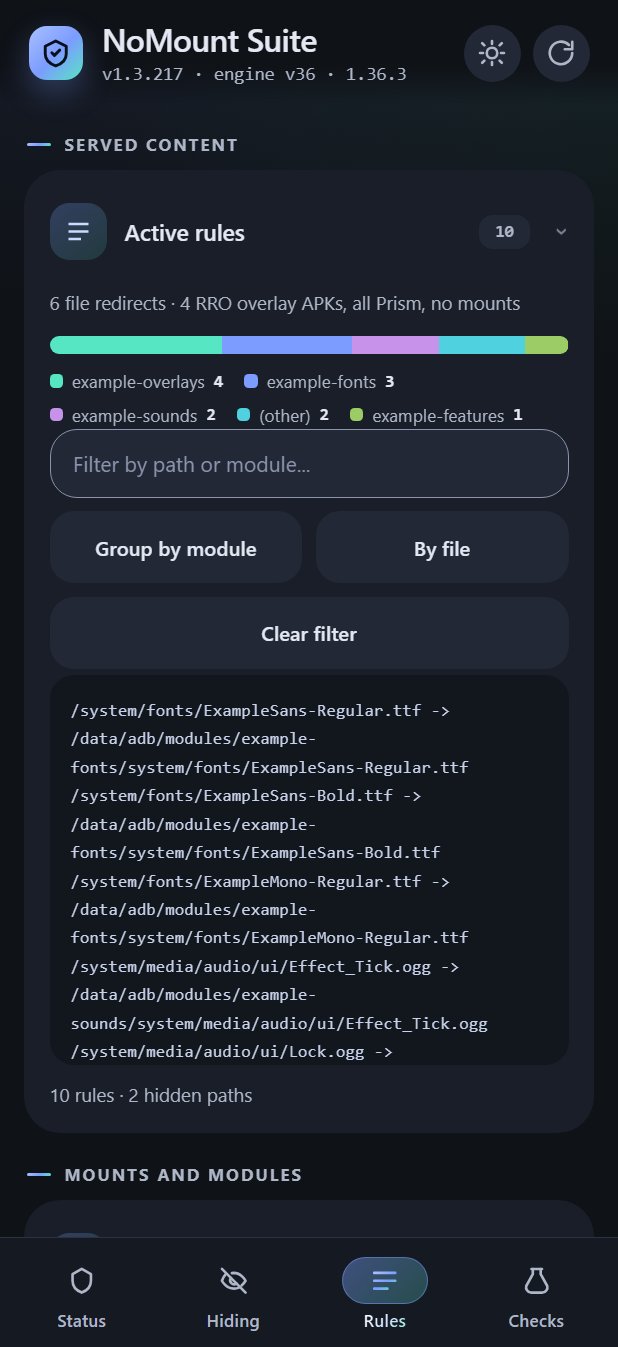 NoMount Suite
v1.3.217 · engine v36 · 1.36.3
SERVED CONTENT
Active rules 10
6 file redirects · 4 RRO overlay APKs, all Prism, no mounts
example-overlays 4 example-fonts 3
example-sounds 2 (other) 2 example-features 1
Filter by path or module...
Group by module By file
Clear filter
/system/fonts/ExampleSans-Regular.ttf ->
/data/adb/modules/example-
fonts/system/fonts/ExampleSans-Regular.ttf
/system/fonts/ExampleSans-Bold.ttf ->
/data/adb/modules/example-
fonts/system/fonts/ExampleSans-Bold.ttf
/system/fonts/ExampleMono-Regular.ttf ->
/data/adb/modules/example-
fonts/system/fonts/ExampleMono-Regular.ttf
/system/media/audio/ui/Effect_Tick.ogg ->
/data/adb/modules/example-
sounds/system/media/audio/ui/Effect_Tick.ogg
/system/media/audio/ui/Lock.ogg ->
10 rules · 2 hidden paths
MOUNTS AND MODULES
Status Hiding Rules Checks